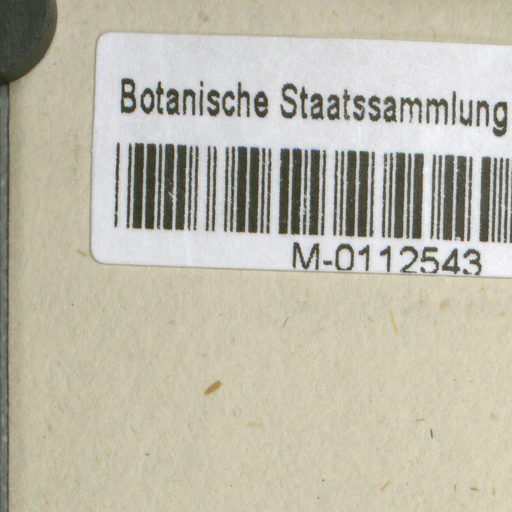 Botanische Staatssammlung
M-0112543